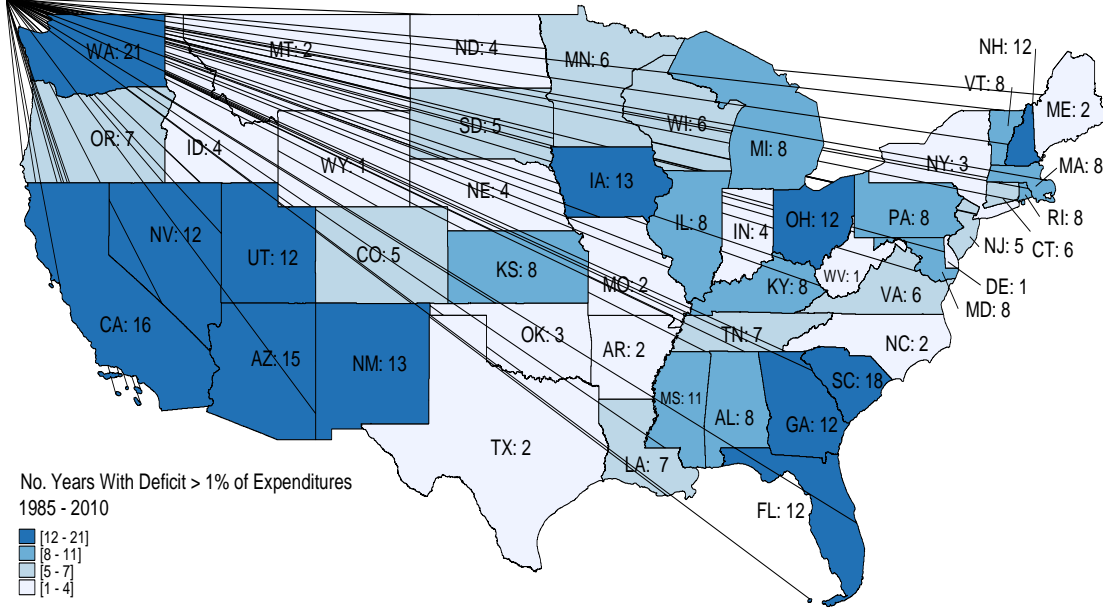 WA: 21
MT: 2
ND: 4
MN: 6
NH: 12
VT: 8
ME: 2
OR: 7
ID: 4
SD: 5
WI: 6
MI: 8
NY: 3
MA: 8
WY: 1
NE: 4
IA: 13
RI: 8
NV: 12
UT: 12
CO: 5
KS: 8
IL: 8
IN: 4
OH: 12
PA: 8
NJ: 5
CT: 6
MO: 2
KY: 8
WV: 1
VA: 6
DE: 1
MD: 8
CA: 16
AZ: 15
NM: 13
OK: 3
AR: 2
TN: 7
NC: 2
SC: 18
MS: 11
AL: 8
GA: 12
TX: 2
LA: 7
FL: 12
No. Years With Deficit > 1% of Expenditures
1985 - 2010
[12 - 21]
[8 - 11]
[5 - 7]
[1 - 4]